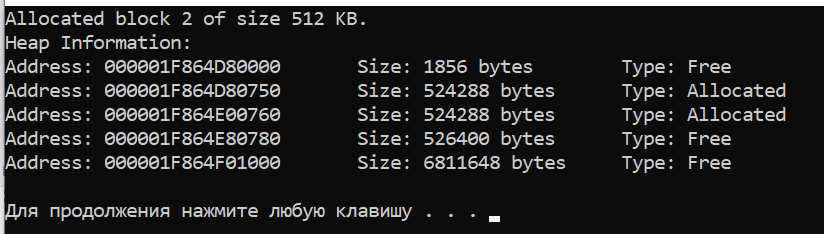 Allocated block 2 of size 512 KB.
Heap Information:
Address: 000001F864D80000 Size: 1856 bytes Type: Free
Address: 000001F864D80750 Size: 524288 bytes Type: Allocated
Address: 000001F864E00760 Size: 524288 bytes Type: Allocated
Address: 000001F864E80780 Size: 526400 bytes Type: Free
Address: 000001F864F01000 Size: 6811648 bytes Type: Free
Для продолжения нажмите любую клавишу . . .